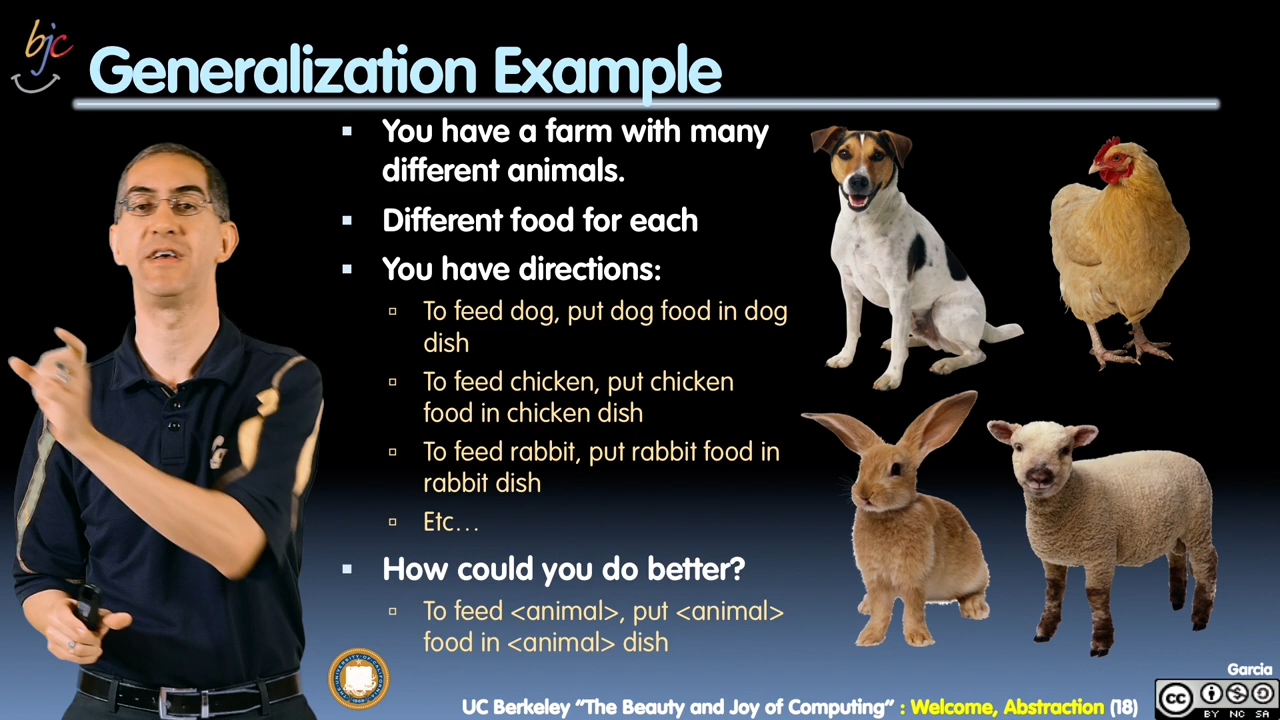 bjc
Generalization Example
You have a farm with many
different animals.
Different food for each
You have directions:
To feed dog, put dog food in dog
dish
To feed chicken, put chicken
food in chicken dish
To feed rabbit, put rabbit food in
rabbit dish
Etc…
How could you do better?
To feed <animal>, put <animal>
food in <animal> dish
Garcia
UC Berkeley “The Beauty and Joy of Computing” : Welcome, Abstraction (18)
cc
BY NC SA